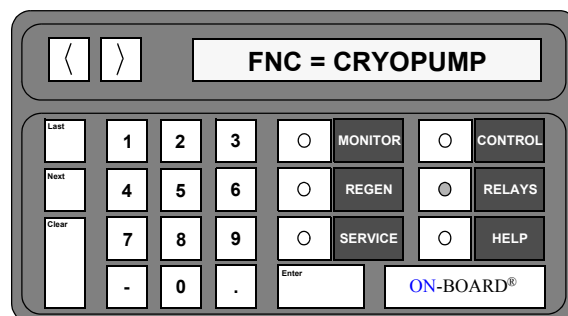 〈 〉 FNC = CRYOPUMP
Last 1 2 3 MONITOR CONTROL
Next 4 5 6 REGEN RELAYS
Clear 7 8 9 SERVICE HELP
- 0 . Enter ON-BOARD®